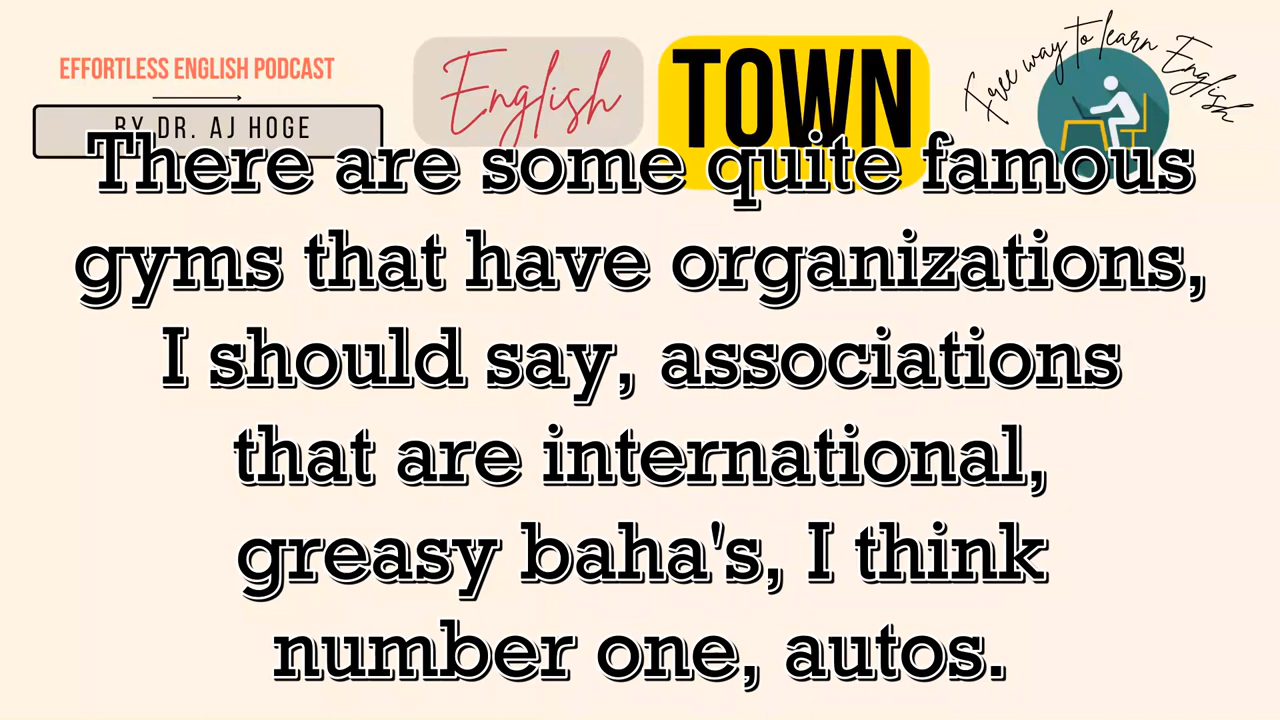 EFFORTLESS ENGLISH PODCAST
BY DR. AJ HOGE
English
TOWN
Free way to learn English
There are some quite famous
gyms that have organizations,
I should say, associations
that are international,
greasy baha's, I think
number one, autos.